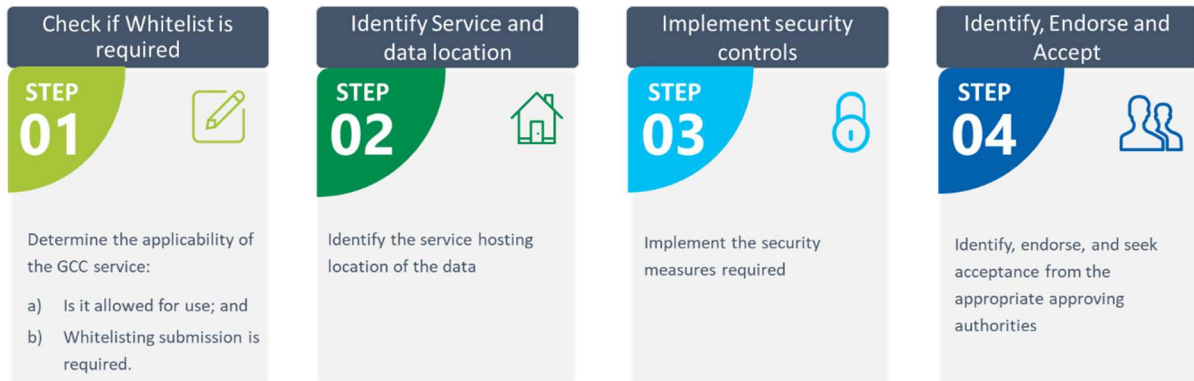 Check if Whitelist is
required
STEP
01
Determine the applicability of
the GCC service:
a) Is it allowed for use; and
b) Whitelisting submission is
required.
Identify Service and
data location
STEP
02
Identify the service hosting
location of the data
Implement security
controls
STEP
03
Implement the security
measures required
Identify, Endorse and
Accept
STEP
04
Identify, endorse, and seek
acceptance from the
appropriate approving
authorities